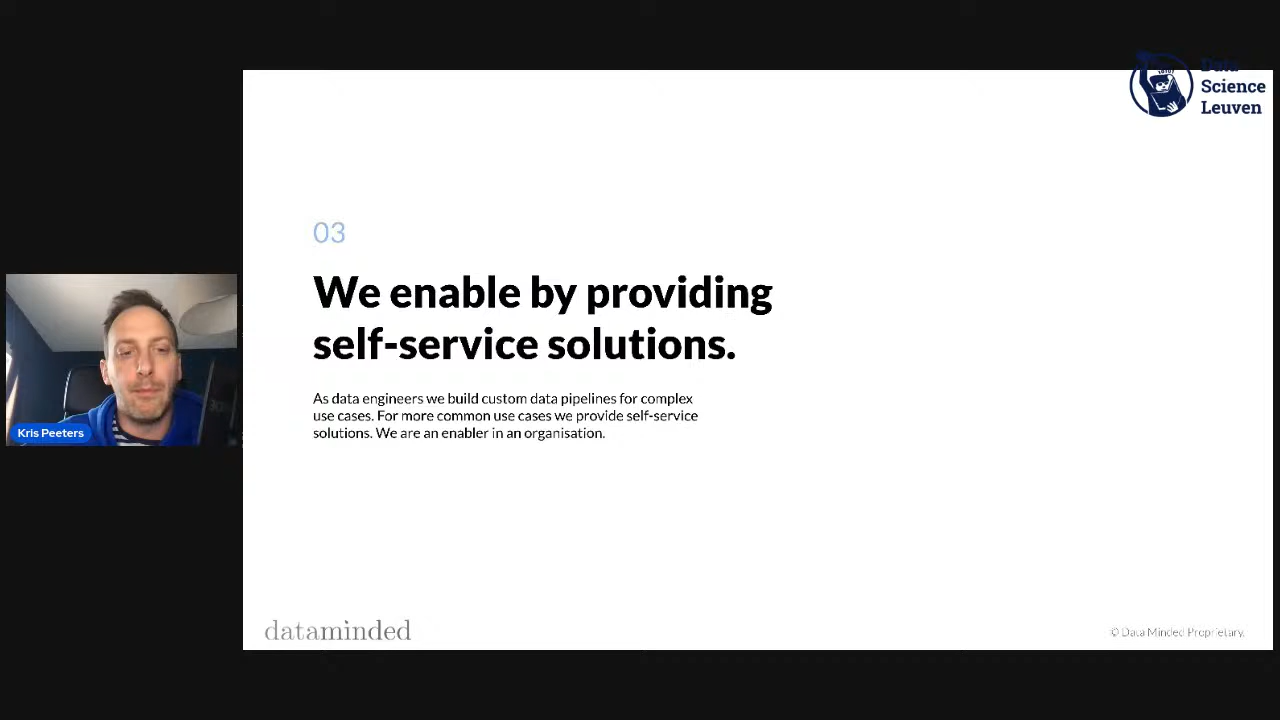 Data
Science
Leuven
03
We enable by providing
self-service solutions.
As data engineers we build custom data pipelines for complex
use cases. For more common use cases we provide self-service
solutions. We are an enabler in an organisation.
Kris Peeters
dataminded
© Data Minded Proprietary.